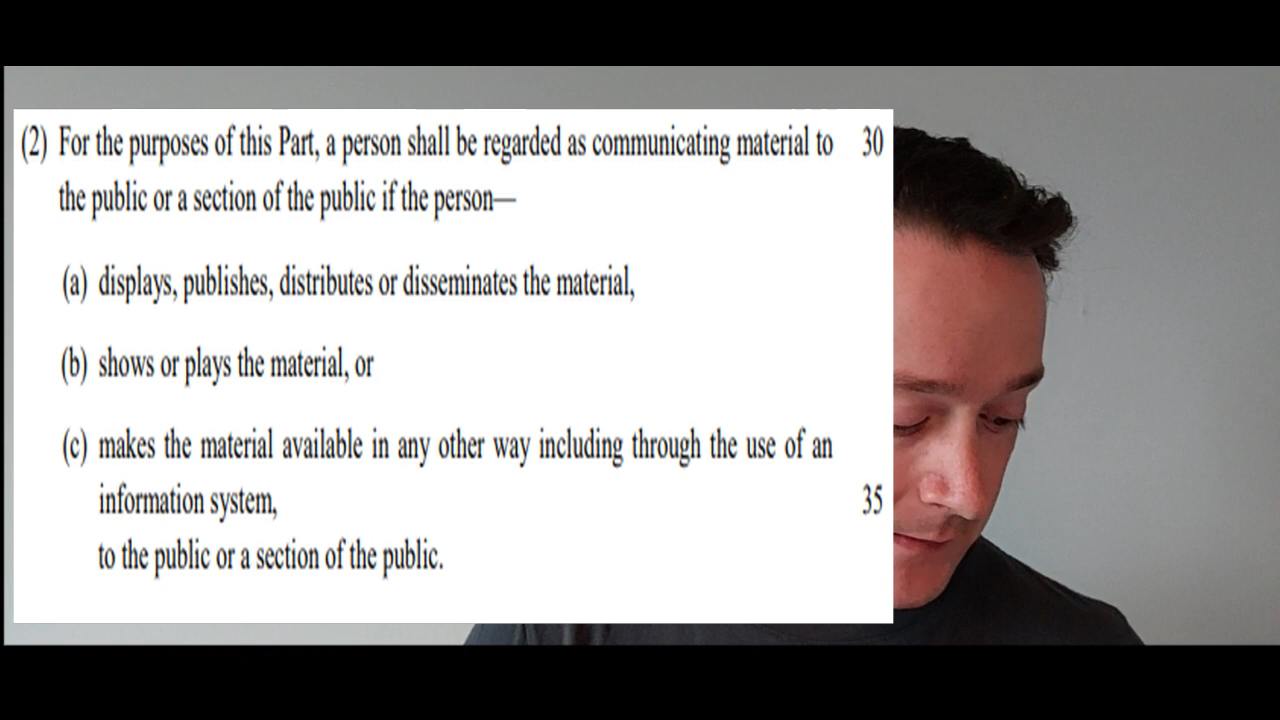 (2) For the purposes of this Part, a person shall be regarded as communicating material to 30
the public or a section of the public if the person—
(a) displays, publishes, distributes or disseminates the material,
(b) shows or plays the material, or
(c) makes the material available in any other way including through the use of an
information system, 35
to the public or a section of the public.